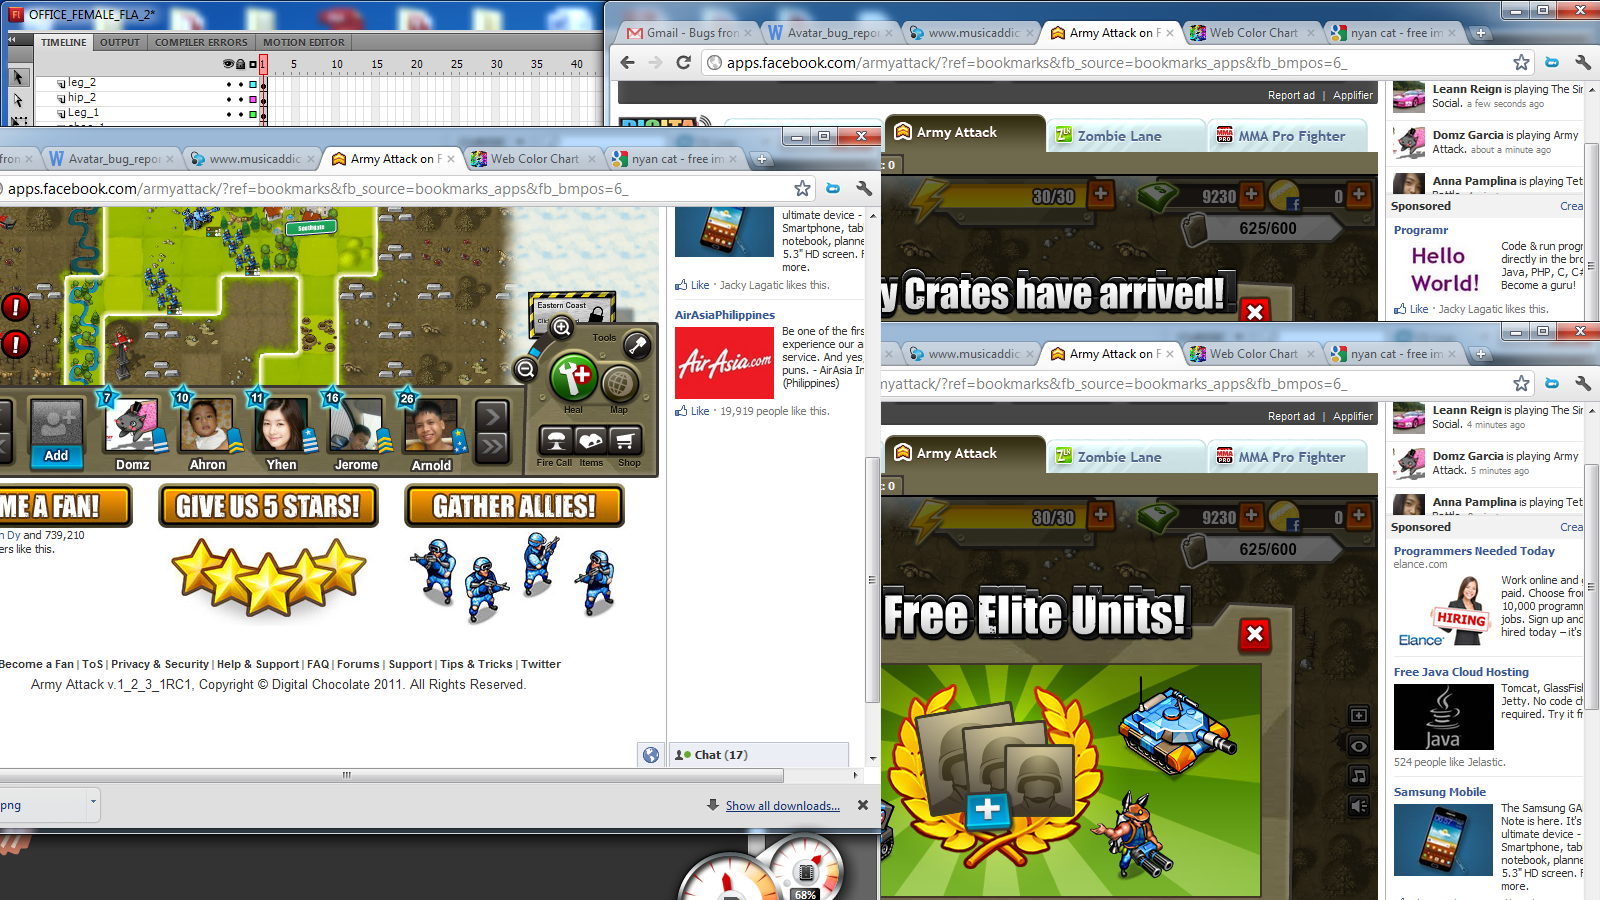 OFFICE_FEMALE_FLA_2*
TIMELINE OUTPUT COMPILER ERRORS MOTION EDITOR
1 5 10 15 20 25 30 35 40
leg_2
hip_2
Leg_1
Gmail - Bugs from
Avatar_bug_repor
www.musicaddic
Army Attack on F
Web Color Chart
nyan cat - free im
apps.facebook.com/armyattack/?ref=bookmarks&fb_source=bookmarks_apps&fb_bmpos=6_
Report ad | Applifier
Army Attack
Zombie Lane
MMA Pro Fighter
: 0
30/30
9230
0
625/600
y Crates have arrived!
Leann Reign is playing The Sir
Social. a few seconds ago
Domz Garcia is playing Army
Attack. about a minute ago
Anna Pamplina is playing Tet
Sponsored Crea
Programr
Hello
World!
Code & run progr
directly in the bro
Java, PHP, C, C#
Become a guru!
Like · Jacky Lagatic likes this.
from
Avatar_bug_repo
www.musicaddic
Army Attack on F
Web Color Chart
nyan cat - free im
apps.facebook.com/armyattack/?ref=bookmarks&fb_source=bookmarks_apps&fb_bmpos=6_
Southgate
Eastern Coast
Tools
Heal
Map
Fire Call Items Shop
7 10 11 16 26
Add
Domz Ahron Yhen Jerome Arnold
ME A FAN!
GIVE US 5 STARS!
GATHER ALLIES!
n Dy and 739,210
ers like this.
Become a Fan | ToS | Privacy & Security | Help & Support | FAQ | Forums | Support | Tips & Tricks | Twitter
Army Attack v.1_2_3_1RC1, Copyright © Digital Chocolate 2011. All Rights Reserved.
ultimate device -
Smartphone, tab
notebook, planne
5.3" HD screen. F
more.
Like · Jacky Lagatic likes this.
AirAsiaPhilippines
AirAsia.com
Be one of the firs
experience our a
service. And yes,
puns. - AirAsia In
(Philippines)
Like · 19,919 people like this.
Chat (17)
png
Show all downloads...
68%
www.musicaddic
Army Attack on F
Web Color Chart
nyan cat - free im
myattack/?ref=bookmarks&fb_source=bookmarks_apps&fb_bmpos=6_
Report ad | Applifier
Army Attack
Zombie Lane
MMA Pro Fighter
: 0
30/30
9230
0
625/600
Free Elite Units!
Leann Reign is playing The Sir
Social. 4 minutes ago
Domz Garcia is playing Army
Attack. 5 minutes ago
Anna Pamplina is playing Tet
Sponsored Crea
Programmers Needed Today
elance.com
HIRING
Elance
Work online and g
paid. Choose fro
10,000 programm
jobs. Sign up and
hired today – it's
Free Java Cloud Hosting
Java
Tomcat, GlassFish
Jetty. No code ch
required. Try it fr
524 people like Jelastic.
Samsung Mobile
The Samsung GA
Note is here. It's
ultimate device -
Smartphone, tab
notebook, planne
5.3" HD screen. F
more.